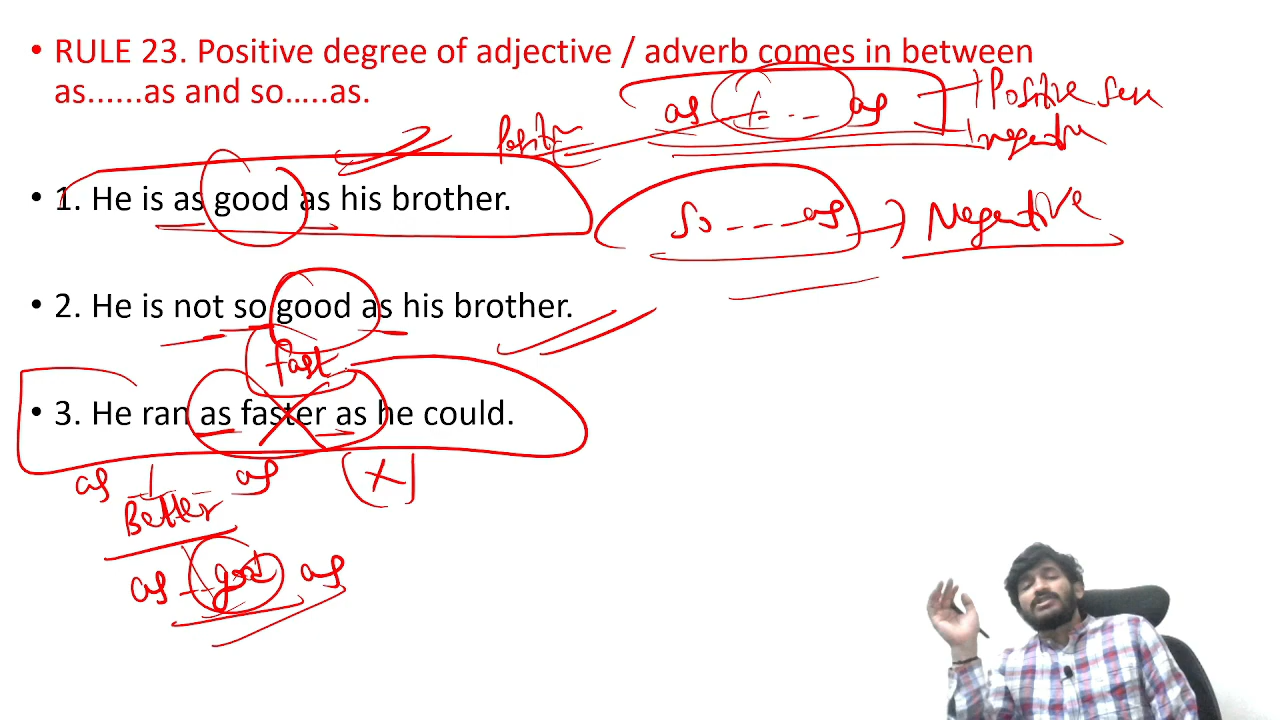 • RULE 23. Positive degree of adjective / adverb comes in between
as......as and so.....as.
as + ... as
Positive
negative
Positive
• 1. He is as good as his brother.
so ---as → Negative
• 2. He is not so good as his brother.
fast
• 3. He ran as faster as he could.
as as (X)
Better
as good as